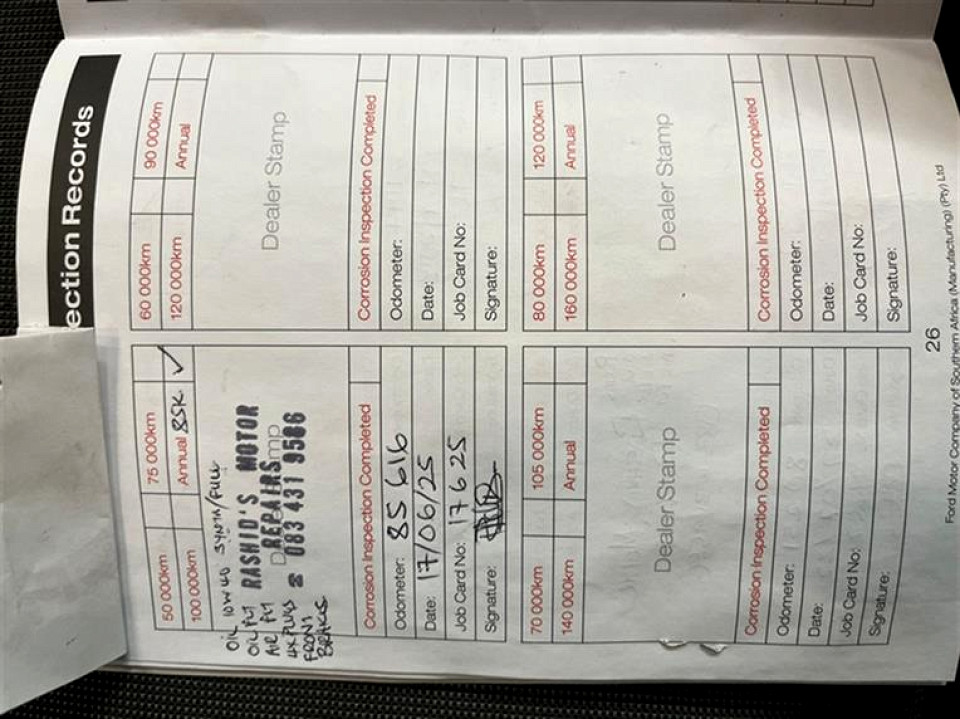 ection Records
50 000km 75 000km
100 000km Annual 85K ✓
OIL 10W40 SYNTH/FULL
OIL FLT
AIR FLT
4X PLUGS
FRONT
BRAKES
RASHID'S MOTOR
REPAIRS
☎ 083 431 9586
Corrosion Inspection Completed
Odometer: 85 616
Date: 17/06/25
Job Card No: 17625
Signature:
60 000km 90 000km
120 000km Annual
Dealer Stamp
Corrosion Inspection Completed
Odometer:
Date:
Job Card No:
Signature:
70 000km 105 000km
140 000km Annual
Dealer Stamp
Corrosion Inspection Completed
Odometer:
Date:
Job Card No:
Signature:
80 000km 120 000km
160 000km Annual
Dealer Stamp
Corrosion Inspection Completed
Odometer:
Date:
Job Card No:
Signature:
26
Ford Motor Company of Southern Africa (Manufacturing) (Pty) Ltd